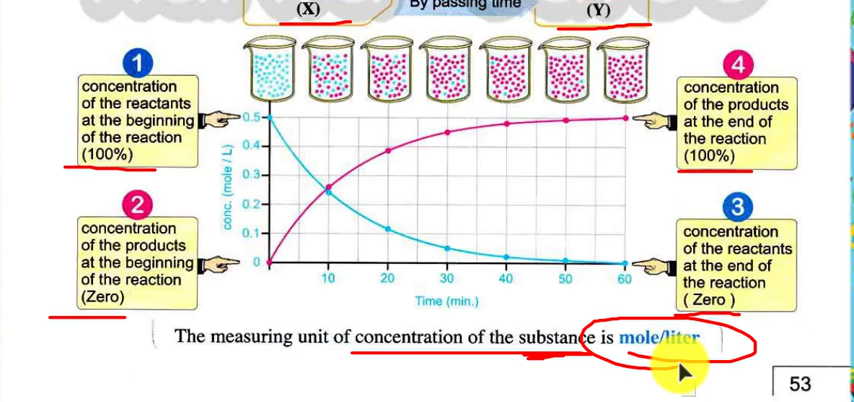 (X)
By passing time
(Y)
1
concentration
of the reactants
at the beginning
of the reaction
(100%)
2
concentration
of the products
at the beginning
of the reaction
(Zero)
conc. (mole / L)
0.5
0.4
0.3
0.2
0.1
0
10 20 30 40 50 60
Time (min.)
4
concentration
of the products
at the end of
the reaction
(100%)
3
concentration
of the reactants
at the end of
the reaction
( Zero )
The measuring unit of concentration of the substance is mole/liter
53